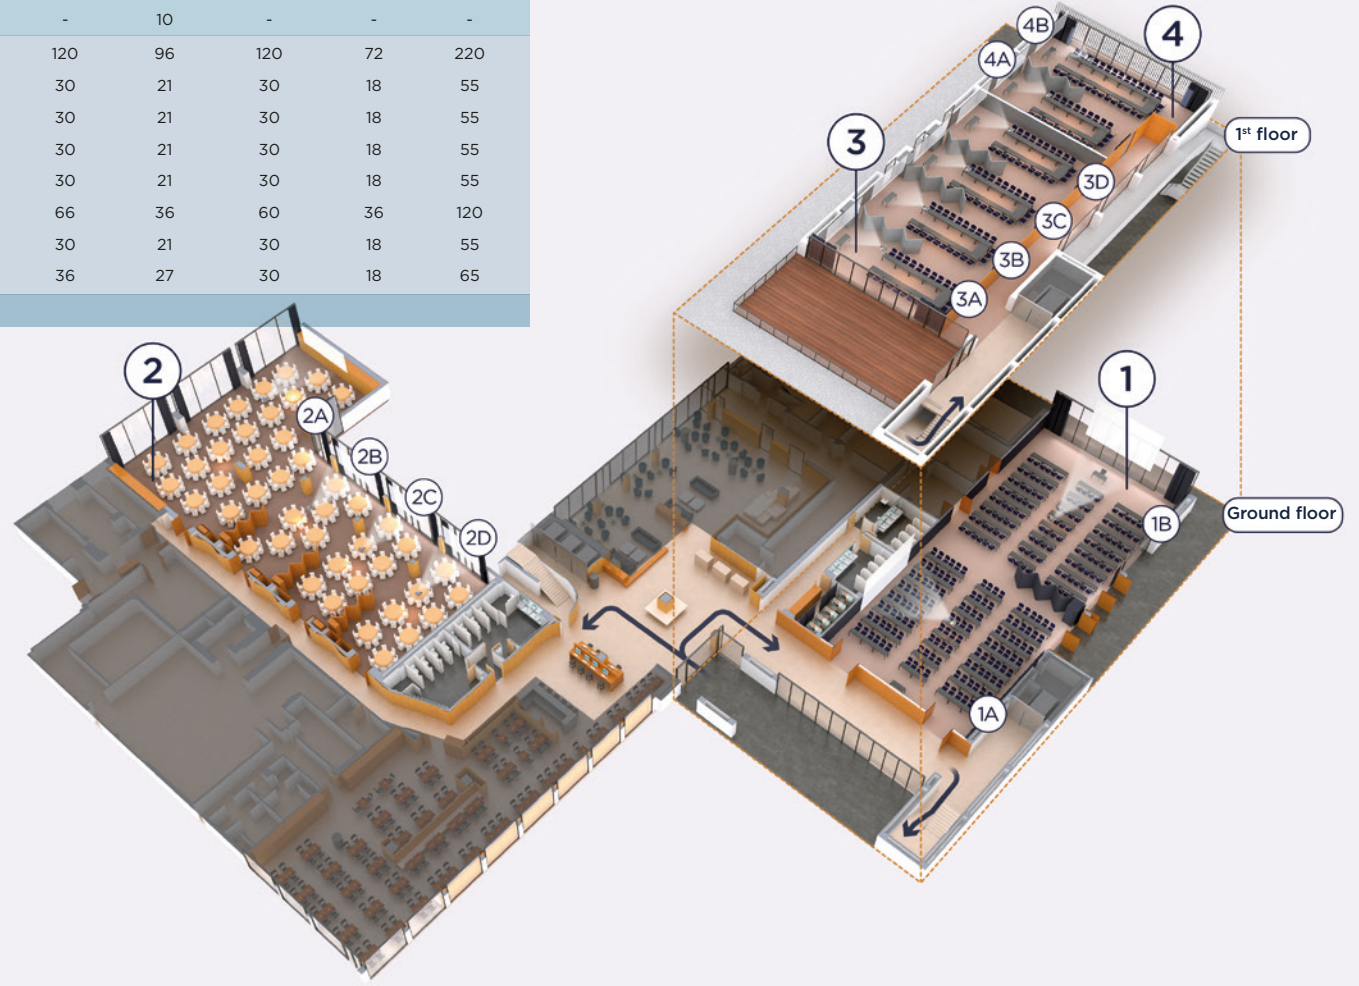 - 10 - - -
120 96 120 72 220
30 21 30 18 55
30 21 30 18 55
30 21 30 18 55
30 21 30 18 55
66 36 60 36 120
30 21 30 18 55
36 27 30 18 65
4B
4
4A
1st floor
3
3D
3C
3B
3A
2
1
2A
2B
2C
Ground floor
1B
2D
1A